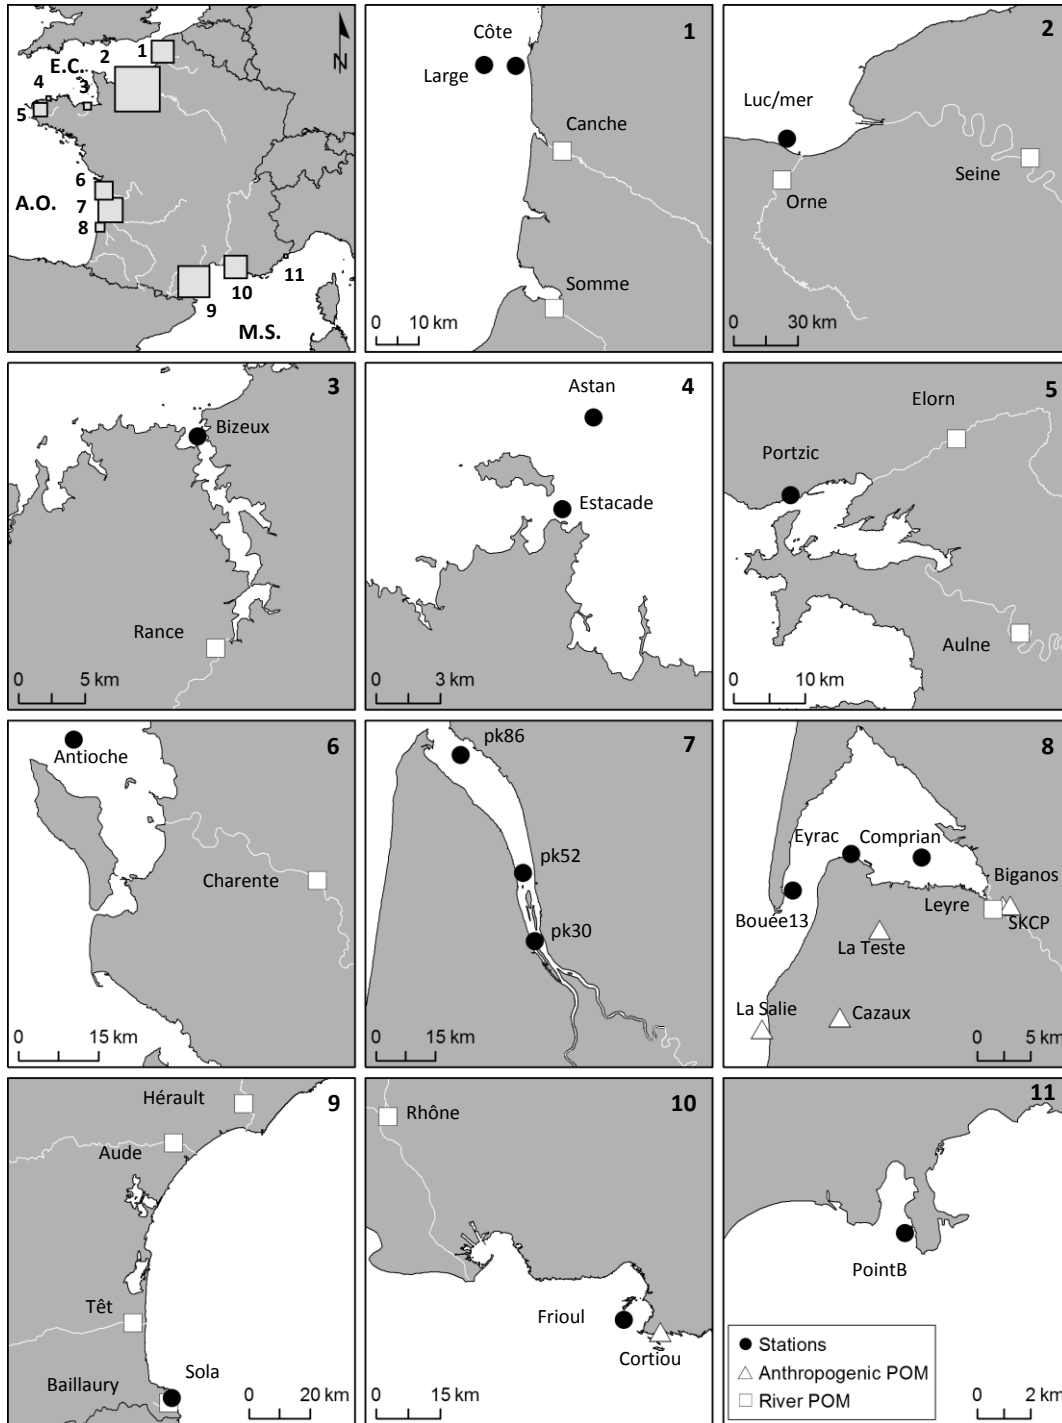 N
E.C.
A.O.
M.S.
1
2
3
4
5
6
7
8
9
10
11
1
Côte
Large
Canche
Somme
0 10 km
2
Luc/mer
Orne
Seine
0 30 km
3
Bizeux
Rance
0 5 km
4
Astan
Estacade
0 3 km
5
Elorn
Portzic
Aulne
0 10 km
6
Antioche
Charente
0 15 km
7
pk86
pk52
pk30
0 15 km
8
Eyrac
Comprian
Biganos
Leyre
SKCP
Bouée13
La Teste
La Salie
Cazaux
0 5 km
9
Hérault
Aude
Têt
Baillaury
Sola
0 20 km
10
Rhône
Frioul
Cortiou
0 15 km
11
PointB
Stations
Anthropogenic POM
River POM
0 2 km